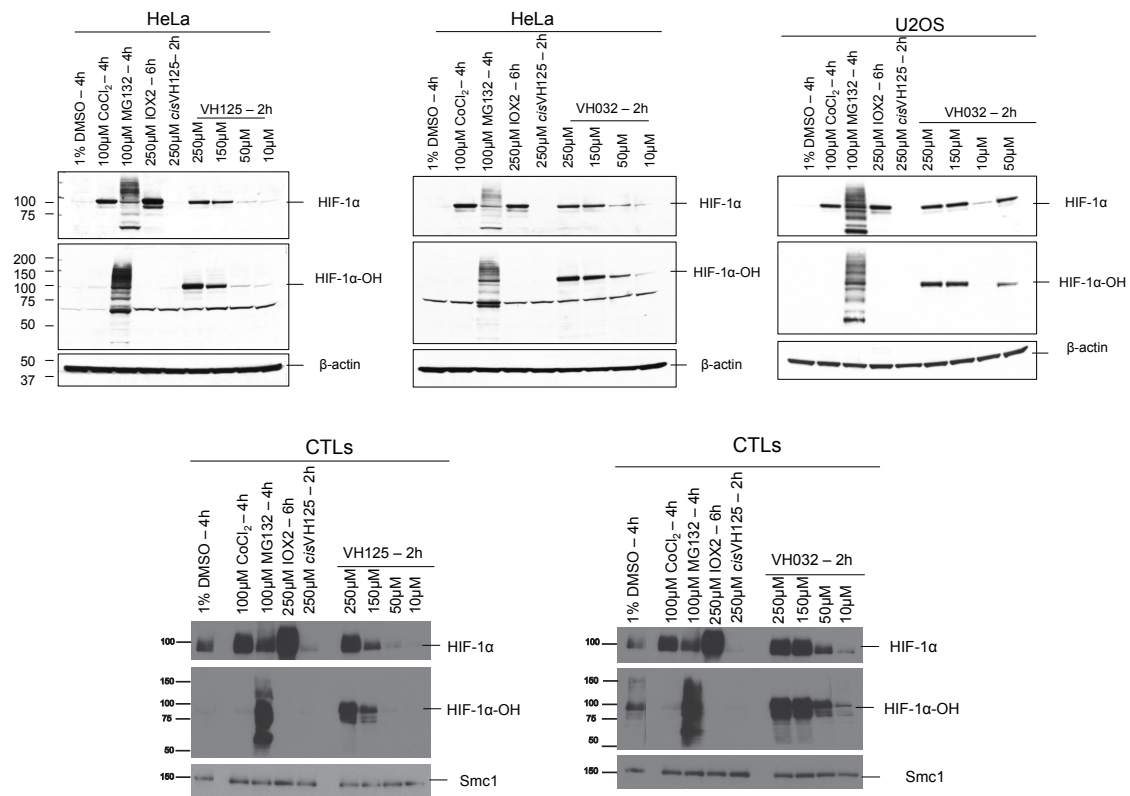 HeLa
1% DMSO – 4h
100µM CoCl₂ – 4h
100µM MG132 – 4h
250µM IOX2 – 6h
250µM cisVH125 – 2h
VH125 – 2h
250µM
150µM
50µM
10µM
100
75
HIF-1α
200
150
100
75
50
HIF-1α-OH
50
37
β-actin
HeLa
1% DMSO – 4h
100µM CoCl₂ – 4h
100µM MG132 – 4h
250µM IOX2 – 6h
250µM cisVH125 – 2h
VH032 – 2h
250µM
150µM
50µM
10µM
HIF-1α
HIF-1α-OH
β-actin
U2OS
1% DMSO – 4h
100µM CoCl₂ – 4h
100µM MG132 – 4h
250µM IOX2 – 6h
250µM cisVH125 – 2h
VH032 – 2h
250µM
150µM
10µM
50µM
HIF-1α
HIF-1α-OH
β-actin
CTLs
1% DMSO – 4h
100µM CoCl₂ – 4h
100µM MG132 – 4h
250µM IOX2 – 6h
250µM cisVH125 – 2h
VH125 – 2h
250µM
150µM
50µM
10µM
100
HIF-1α
150
100
75
50
HIF-1α-OH
150
Smc1
CTLs
1% DMSO – 4h
100µM CoCl₂ – 4h
100µM MG132 – 4h
250µM IOX2 – 6h
250µM cisVH125 – 2h
VH032 – 2h
250µM
150µM
50µM
10µM
100
HIF-1α
150
100
75
50
HIF-1α-OH
150
Smc1